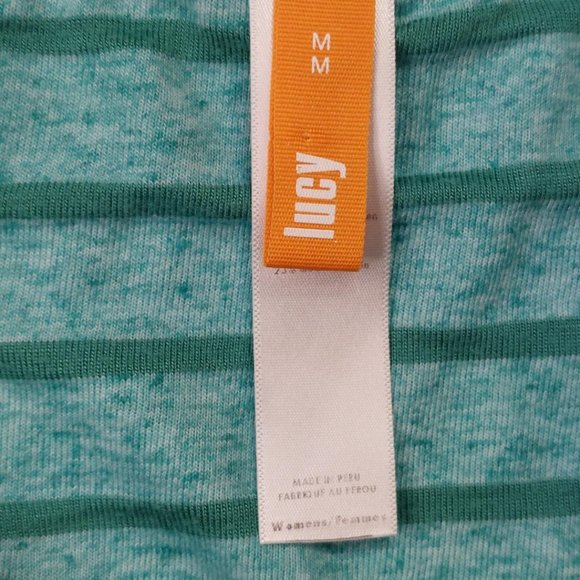 M
M
lucy
MADE IN PERU
FABRIQUE AU PEROU
Womens/Femmes